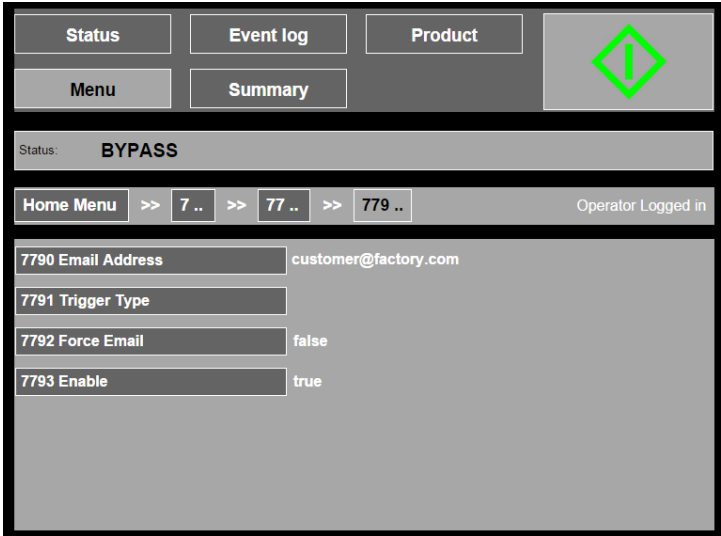 Status Event log Product
Menu Summary
Status: BYPASS
Home Menu >> 7 .. >> 77 .. >> 779 .. Operator Logged in
7790 Email Address customer@factory.com
7791 Trigger Type
7792 Force Email false
7793 Enable true